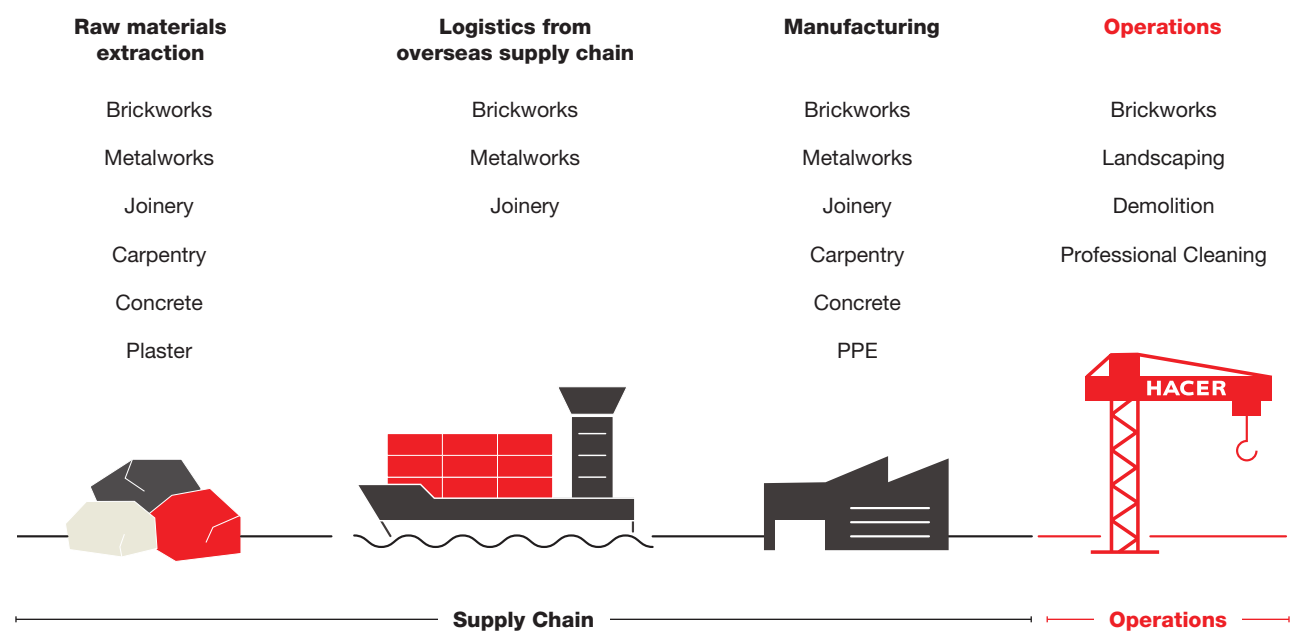 Raw materials
extraction
Brickworks
Metalworks
Joinery
Carpentry
Concrete
Plaster
Logistics from
overseas supply chain
Brickworks
Metalworks
Joinery
Manufacturing
Brickworks
Metalworks
Joinery
Carpentry
Concrete
PPE
Operations
Brickworks
Landscaping
Demolition
Professional Cleaning
HACER
Supply Chain
Operations